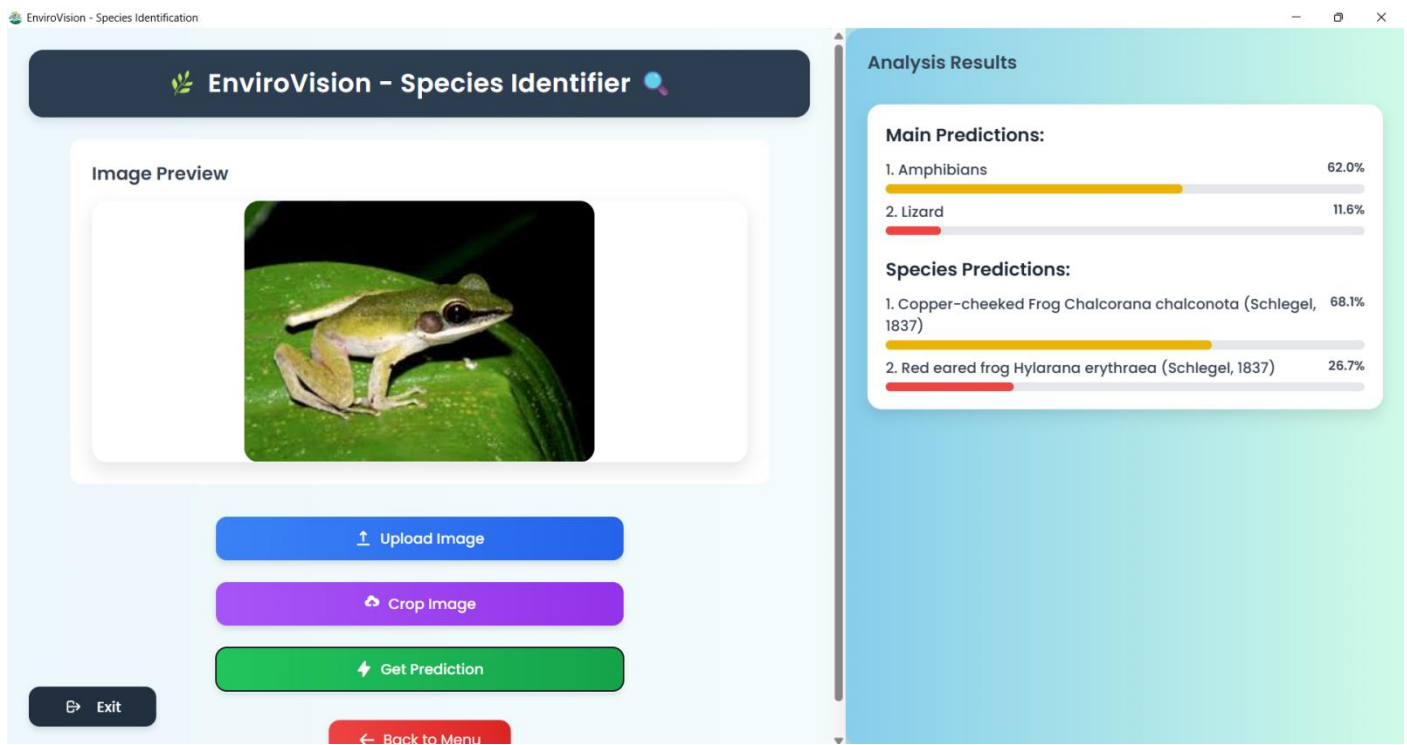 EnviroVision - Species Identification
EnviroVision - Species Identifier
Image Preview
Upload Image
Crop Image
Get Prediction
Exit
Back to Menu
Analysis Results
Main Predictions:
1. Amphibians 62.0%
2. Lizard 11.6%
Species Predictions:
1. Copper-cheeked Frog Chalcorana chalconota (Schlegel, 68.1%
1837)
2. Red eared frog Hylarana erythraea (Schlegel, 1837) 26.7%